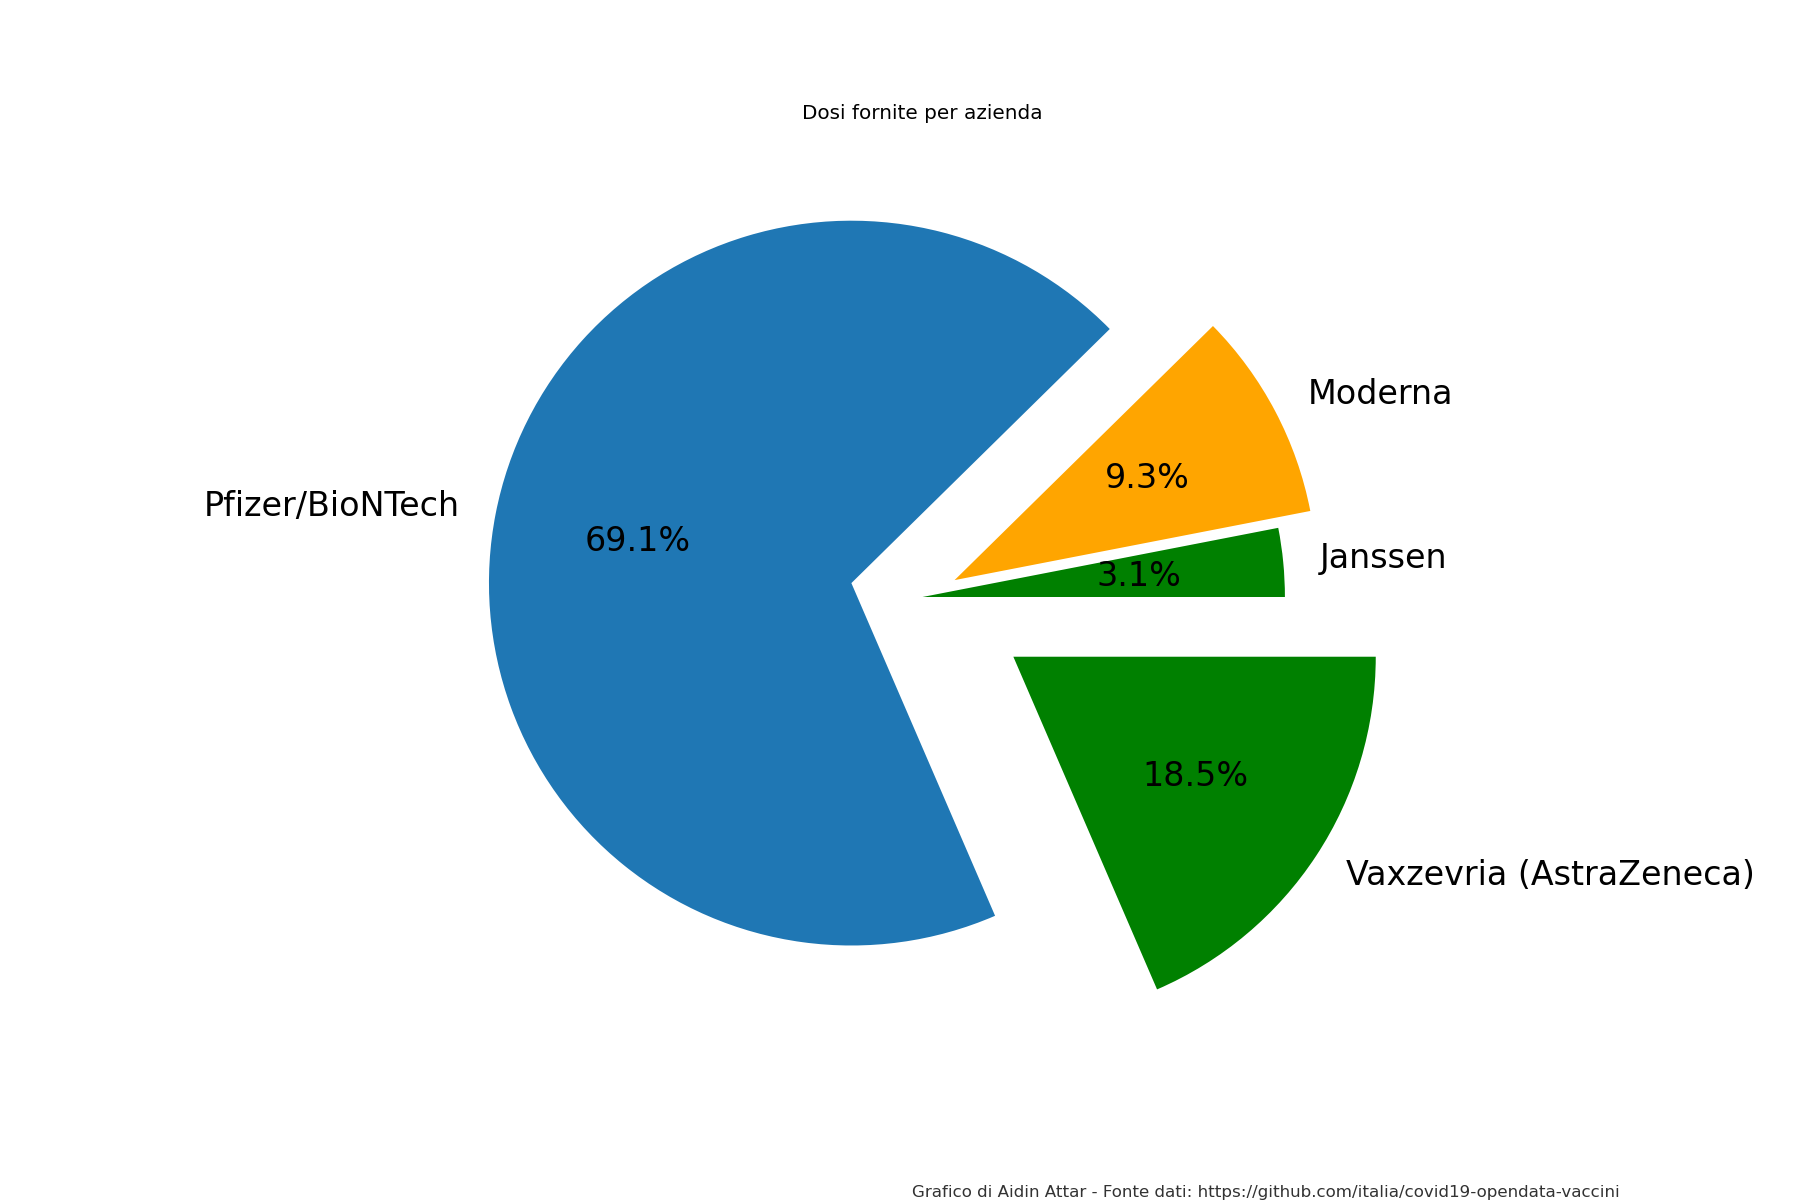 Dosi fornite per azienda
Moderna
9.3%
Pfizer/BioNTech
69.1%
Janssen
3.1%
18.5%
Vaxzevria (AstraZeneca)
Grafico di Aidin Attar - Fonte dati: https://github.com/italia/covid19-opendata-vaccini